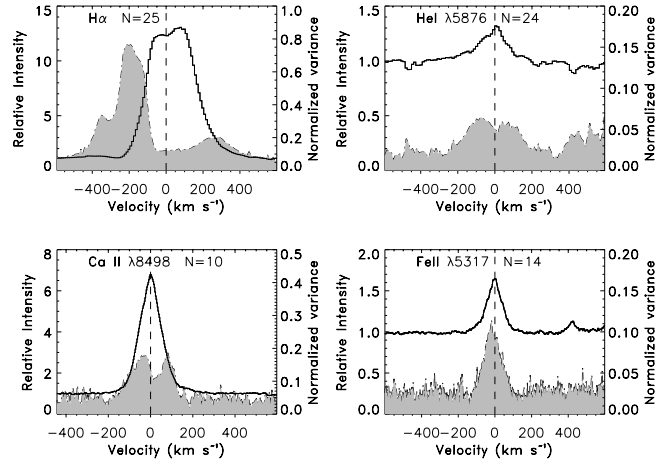 Hα N=25
15
10
5
0
Relative Intensity
1.0
0.8
0.6
0.4
0.2
0.0
Normalized variance
−400−200 0 200 400
Velocity (km s⁻¹)
HeI λ5876 N=24
1.5
1.0
0.5
0.0
Relative Intensity
0.20
0.15
0.10
0.05
0.00
Normalized variance
−400−200 0 200 400
Velocity (km s⁻¹)
Ca II λ8498 N=10
8
6
4
2
0
Relative Intensity
0.5
0.4
0.3
0.2
0.1
0.0
Normalized variance
−400−200 0 200 400
Velocity (km s⁻¹)
FeII λ5317 N=14
2.0
1.5
1.0
0.5
0.0
Relative Intensity
0.20
0.15
0.10
0.05
0.00
Normalized variance
−400−200 0 200 400
Velocity (km s⁻¹)